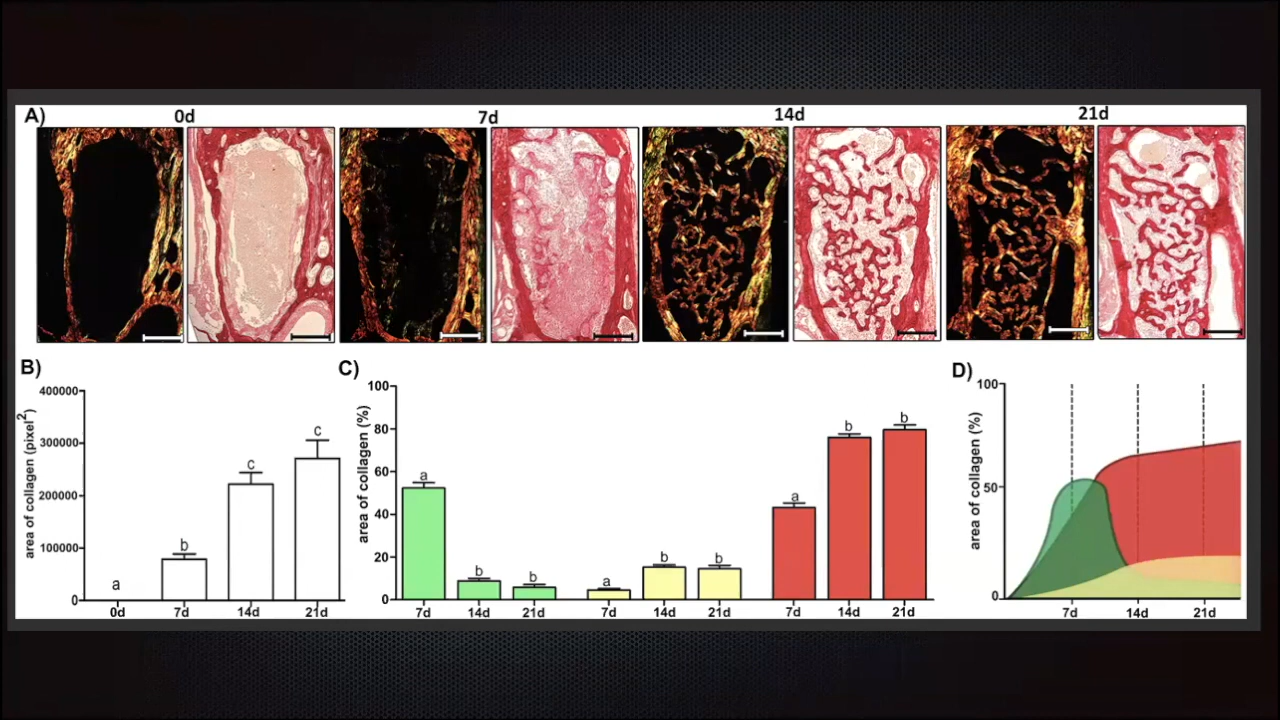 A)
0d 7d 14d 21d
B)
area of collagen (pixel²)
400000
300000
200000
100000
0
a b c c
0d 7d 14d 21d
C)
area of collagen (%)
100
80
60
40
20
0
a b b a b b a b b
7d 14d 21d 7d 14d 21d 7d 14d 21d
D)
area of collagen (%)
100
50
0
7d 14d 21d